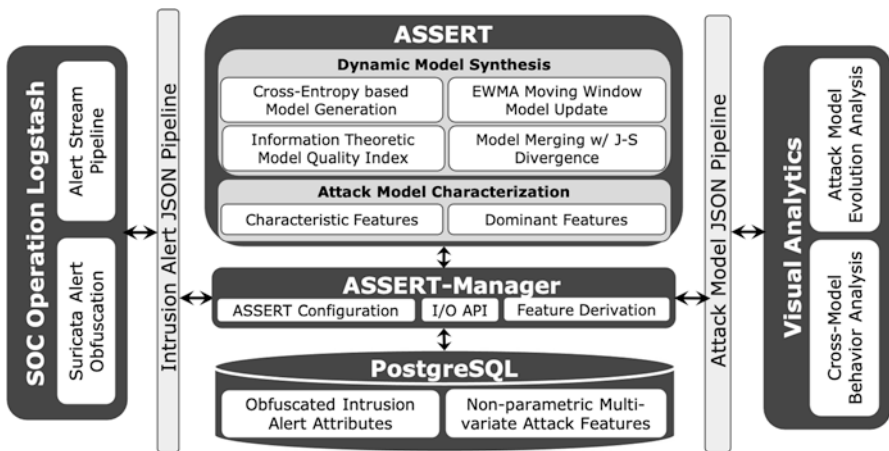 SOC Operation Logstash
Alert Stream
Pipeline
Suricata Alert
Obfuscation
Intrusion Alert JSON Pipeline
ASSERT
Dynamic Model Synthesis
Cross-Entropy based
Model Generation
EWMA Moving Window
Model Update
Information Theoretic
Model Quality Index
Model Merging w/ J-S
Divergence
Attack Model Characterization
Characteristic Features
Dominant Features
ASSERT-Manager
ASSERT Configuration
I/O API
Feature Derivation
PostgreSQL
Obfuscated Intrusion
Alert Attributes
Non-parametric Multi-
variate Attack Features
Attack Model JSON Pipeline
Visual Analytics
Attack Model
Evolution Analysis
Cross-Model
Behavior Analysis